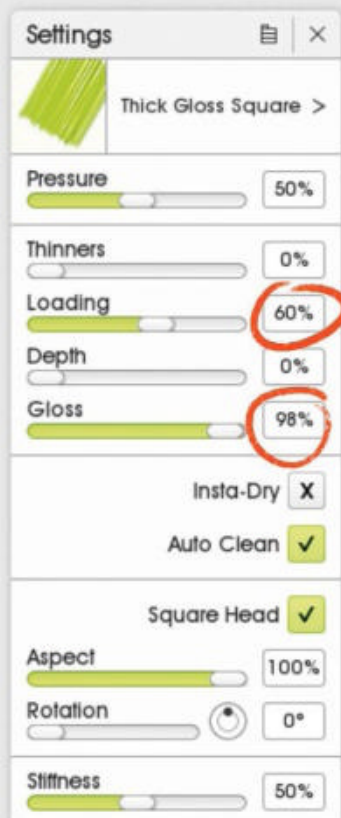 Settings
Thick Gloss Square >
Pressure
50%
Thinners
0%
Loading
60%
Depth
0%
Gloss
98%
Insta-Dry X
Auto Clean ✓
Square Head ✓
Aspect
100%
Rotation
0°
Stiffness
50%